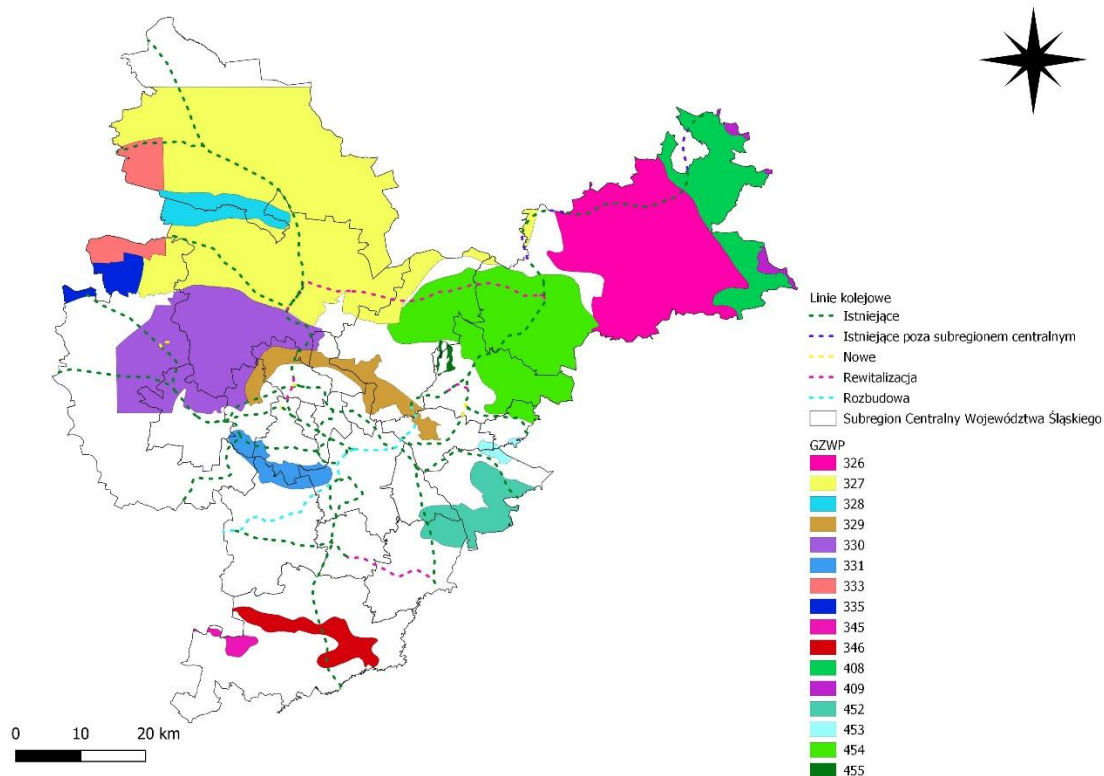 Linie kolejowe
Istniejące
Istniejące poza subregionem centralnym
Nowe
Rewitalizacja
Rozbudowa
Subregion Centralny Województwa Śląskiego
GZWP
326
327
328
329
330
331
333
335
345
346
408
409
452
453
454
455
0 10 20 km